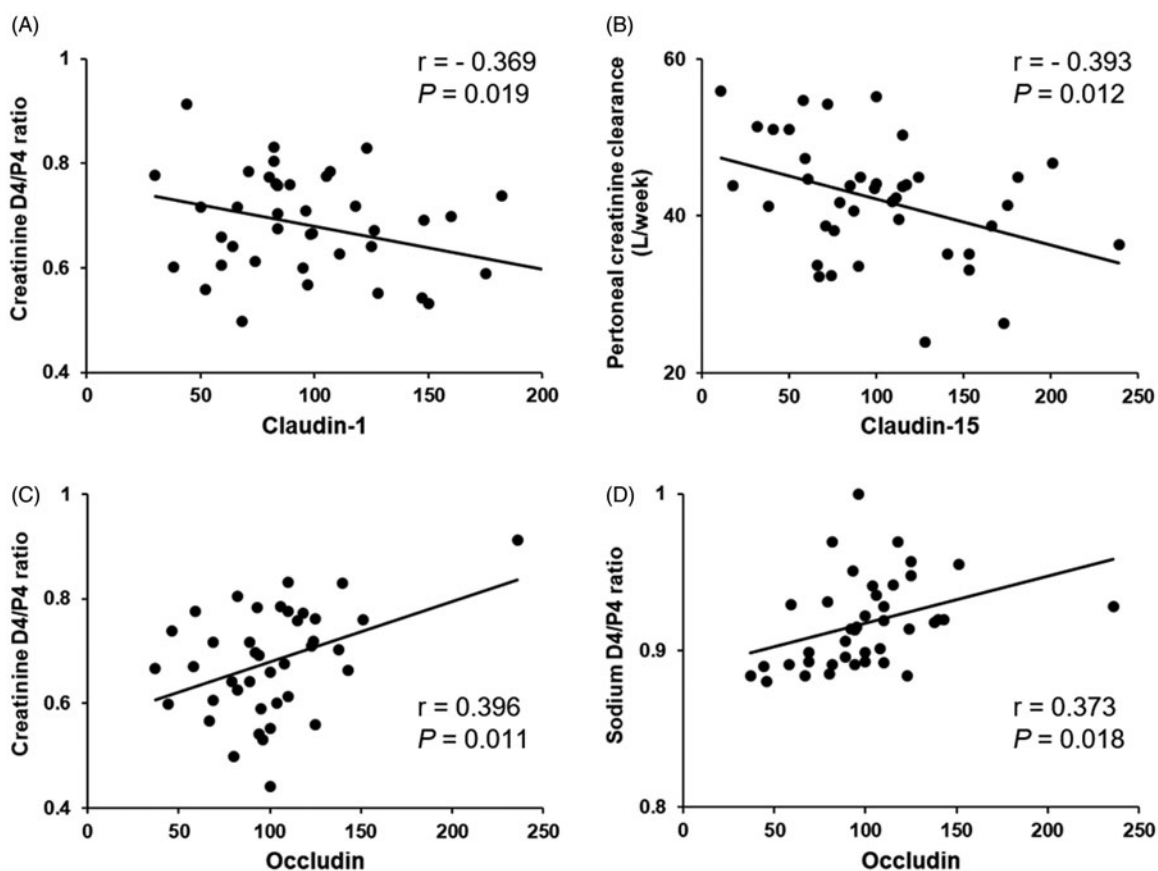 (A)
r = - 0.369
P = 0.019
Creatinine D4/P4 ratio
1
0.8
0.6
0.4
0
50
100
150
200
Claudin-1
(B)
r = - 0.393
P = 0.012
Pertoneal creatinine clearance
(L/week)
60
40
20
0
50
100
150
200
250
Claudin-15
(C)
r = 0.396
P = 0.011
Creatinine D4/P4 ratio
1
0.8
0.6
0.4
0
50
100
150
200
250
Occludin
(D)
r = 0.373
P = 0.018
Sodium D4/P4 ratio
1
0.9
0.8
0
50
100
150
200
250
Occludin